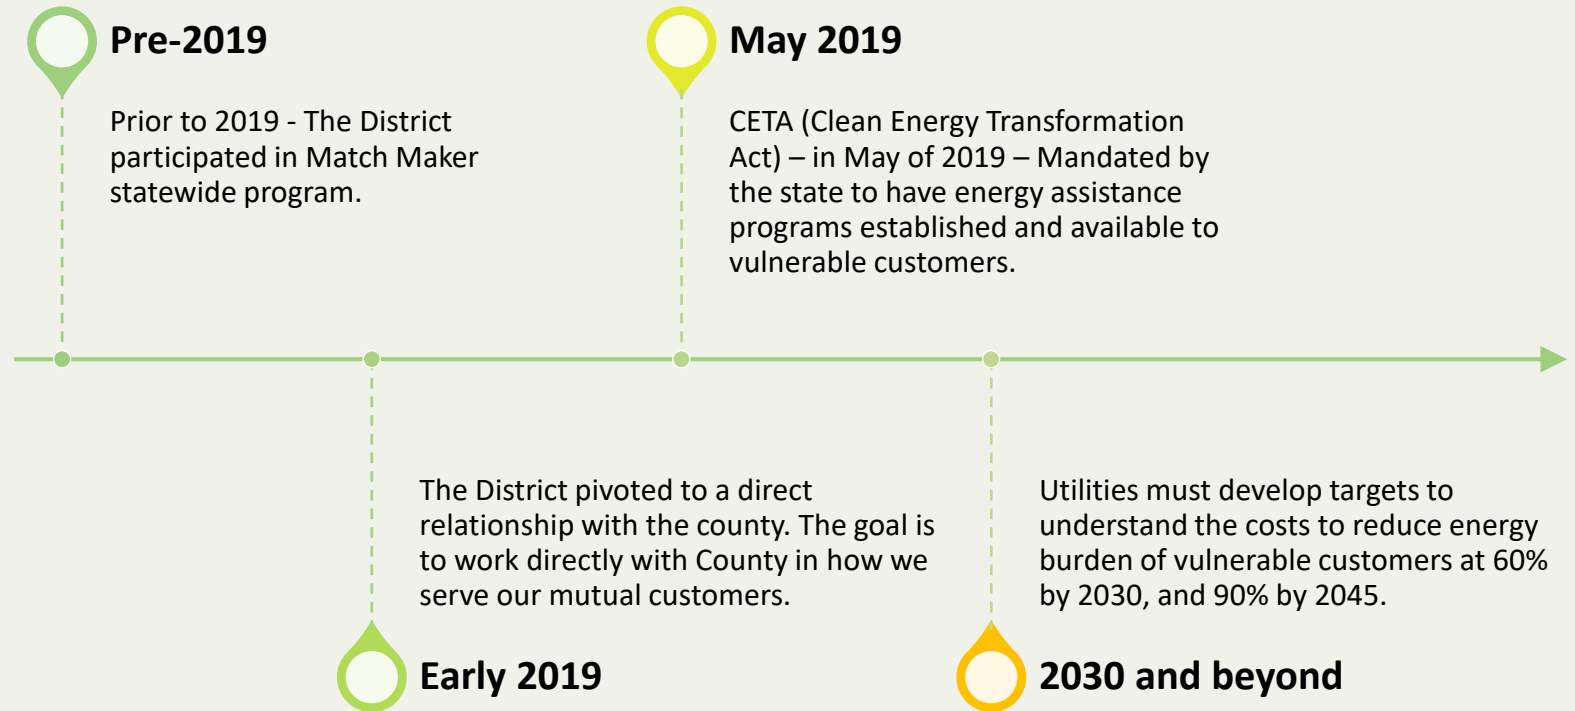 Pre-2019
Prior to 2019 - The District
participated in Match Maker
statewide program.
The District pivoted to a direct
relationship with the county. The goal is
to work directly with County in how we
serve our mutual customers.
Early 2019
May 2019
CETA (Clean Energy Transformation
Act) – in May of 2019 – Mandated by
the state to have energy assistance
programs established and available to
vulnerable customers.
Utilities must develop targets to
understand the costs to reduce energy
burden of vulnerable customers at 60%
by 2030, and 90% by 2045.
2030 and beyond